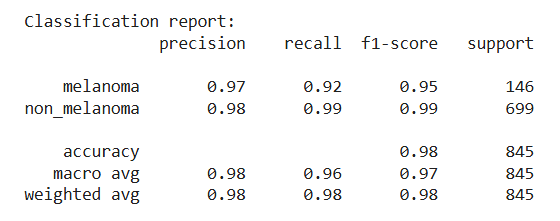 Classification report:
precision recall f1-score support
melanoma 0.97 0.92 0.95 146
non_melanoma 0.98 0.99 0.99 699
accuracy 0.98 845
macro avg 0.98 0.96 0.97 845
weighted avg 0.98 0.98 0.98 845